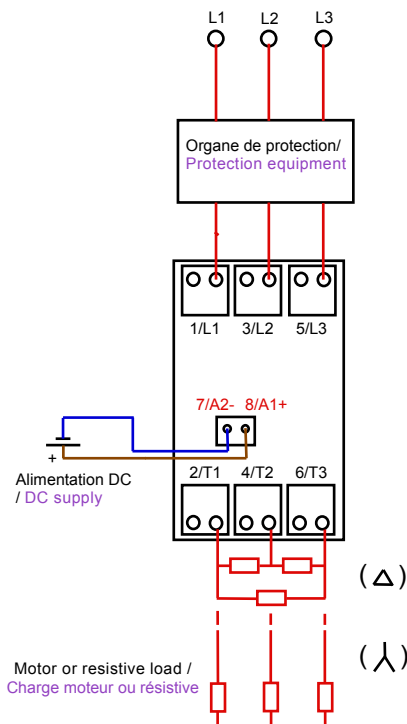 L1 L2 L3
Organe de protection/
Protection equipment
1/L1 3/L2 5/L3
7/A2- 8/A1+
+
Alimentation DC
/ DC supply
2/T1 4/T2 6/T3
(△)
(⅄)
Motor or resistive load /
Charge moteur ou résistive